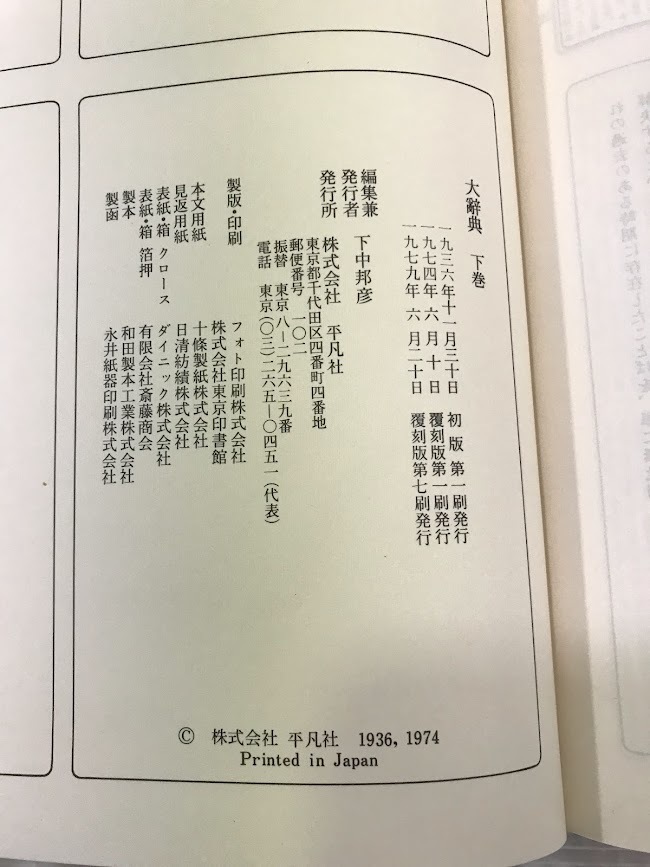 大辭典 下巻
一九三六年十一月三十日 初版 第一刷発行
一九七四年 六月 十日 覆刻版第一刷発行
一九七九年 六月二十日 覆刻版第七刷発行
編集兼
発行者 下中邦彦
発行所 株式会社 平凡社
東京都千代田区四番町四番地
郵便番号 一〇二
振替 東京 八―二九六三九番
電話 東京(〇三)二六五―〇四五一(代表)
製版・印刷 フォト印刷株式会社
株式会社東京印書館
本文用紙 十條製紙株式会社
見返用紙 日清紡績株式会社
表紙・箱 クロース ダイニック株式会社
表紙・箱 箔押 有限会社斎藤商会
製本 和田製本工業株式会社
製函 永井紙器印刷株式会社
© 株式会社 平凡社 1936, 1974
Printed in Japan